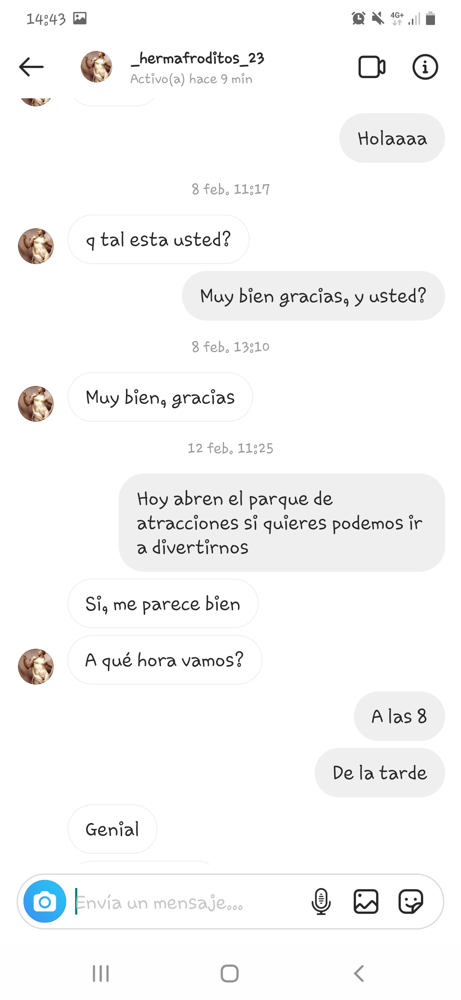 14:43
4G+
_hermafroditos_23
Activo(a) hace 9 min
Holaaaa
8 feb. 11:17
q tal esta usted?
Muy bien gracias, y usted?
8 feb. 13:10
Muy bien, gracias
12 feb. 11:25
Hoy abren el parque de
atracciones si quieres podemos ir
a divertirnos
Si, me parece bien
A qué hora vamos?
A las 8
De la tarde
Genial
Envía un mensaje...